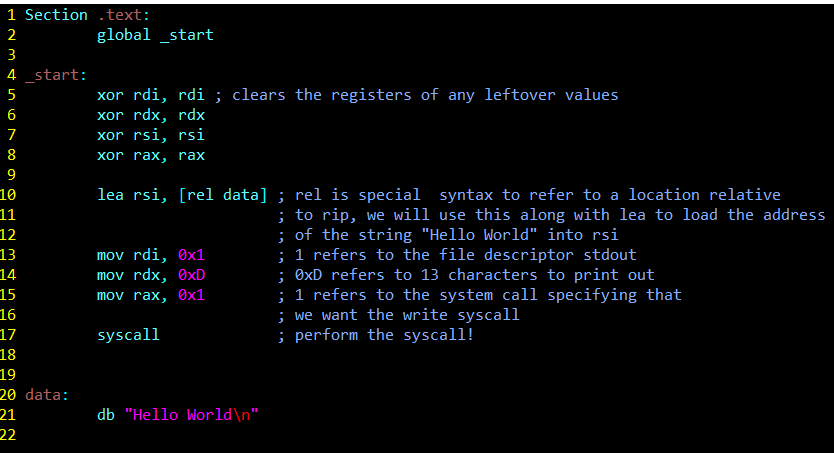 1 Section .text:
2         global _start
3
4 _start:
5         xor rdi, rdi ; clears the registers of any leftover values
6         xor rdx, rdx
7         xor rsi, rsi
8         xor rax, rax
9
10         lea rsi, [rel data] ; rel is special  syntax to refer to a location relative
11                             ; to rip, we will use this along with lea to load the address
12                             ; of the string "Hello World" into rsi
13         mov rdi, 0x1        ; 1 refers to the file descriptor stdout
14         mov rdx, 0xD        ; 0xD refers to 13 characters to print out
15         mov rax, 0x1        ; 1 refers to the system call specifying that
16                             ; we want the write syscall
17         syscall             ; perform the syscall!
18
19
20 data:
21         db "Hello World\n"
22